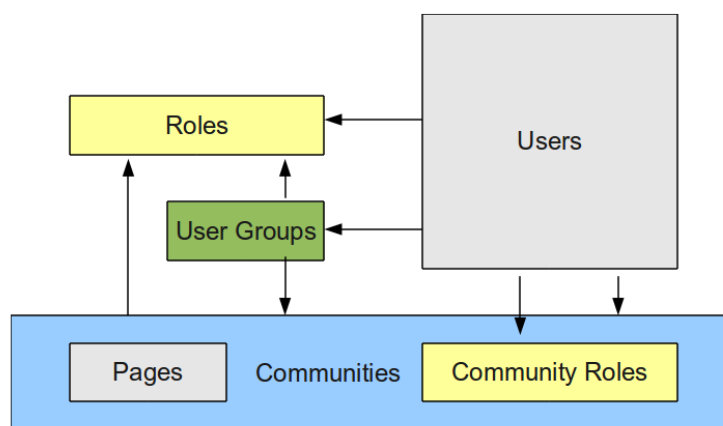 Roles
Users
User Groups
Pages
Communities
Community Roles